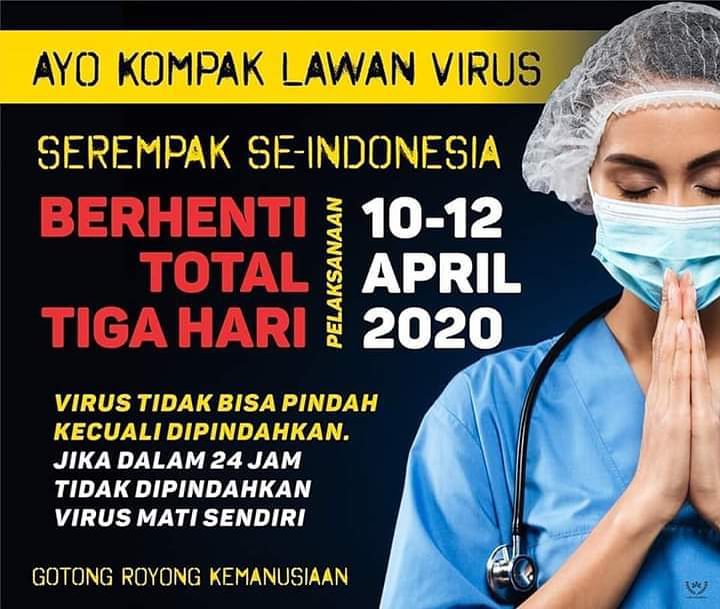 AYO KOMPAK LAWAN VIRUS
SEREMPAK SE-INDONESIA
BERHENTI
TOTAL
TIGA HARI
PELAKSANAAN
10-12
APRIL
2020
VIRUS TIDAK BISA PINDAH
KECUALI DIPINDAHKAN.
JIKA DALAM 24 JAM
TIDAK DIPINDAHKAN
VIRUS MATI SENDIRI
GOTONG ROYONG KEMANUSIAAN